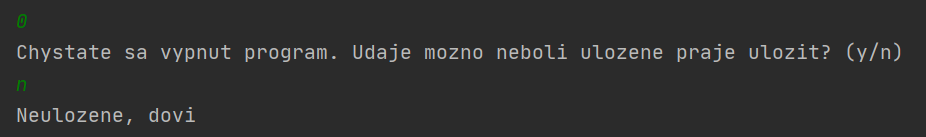 0
Chystate sa vypnut program. Udaje mozno neboli ulozene praje ulozit? (y/n)
n
Neulozene, dovi